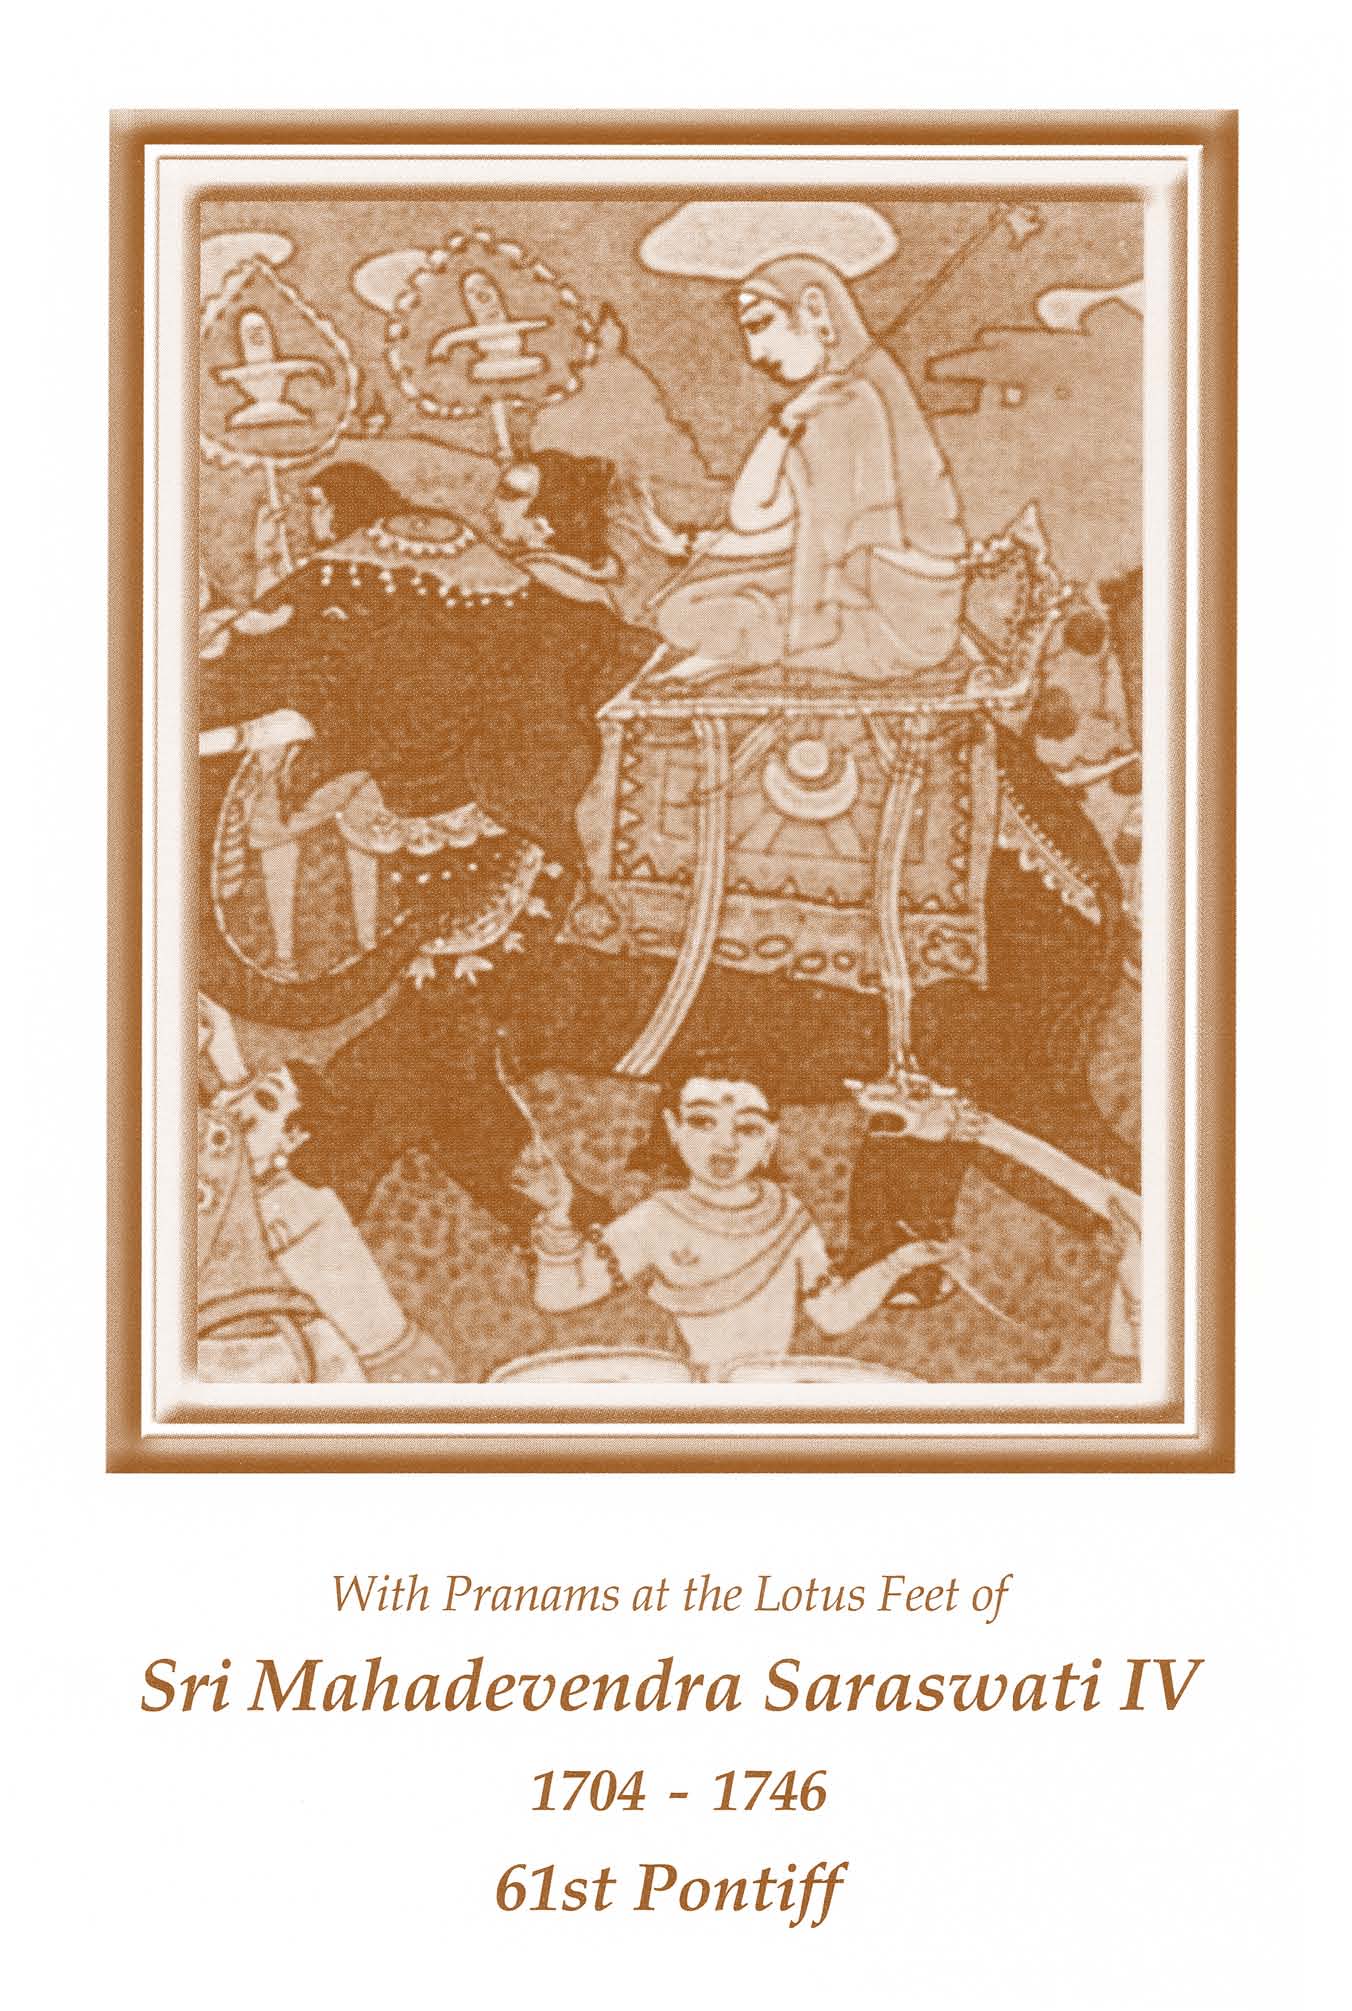 With Pranams at the Lotus Feet of
Sri Mahadevendra Saraswati IV
1704 - 1746
61st Pontiff